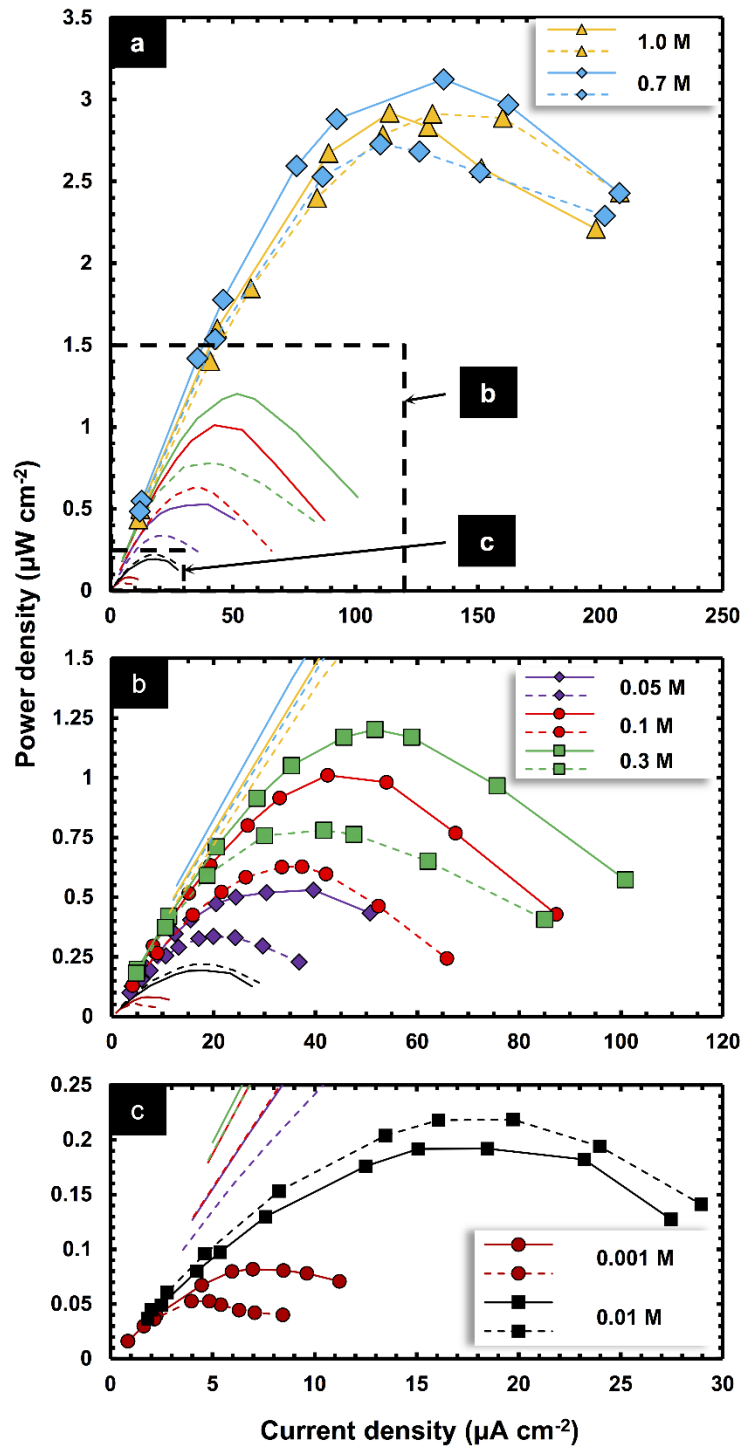 a
1.0 M
0.7 M
3.5
3
2.5
2
1.5
1
0.5
0
b
c
0 50 100 150 200 250
Power density (µW cm-2)
b
0.05 M
0.1 M
0.3 M
1.5
1.25
1
0.75
0.5
0.25
0
0 20 40 60 80 100 120
c
0.25
0.2
0.15
0.1
0.05
0
0.001 M
0.01 M
0 5 10 15 20 25 30
Current density (µA cm-2)